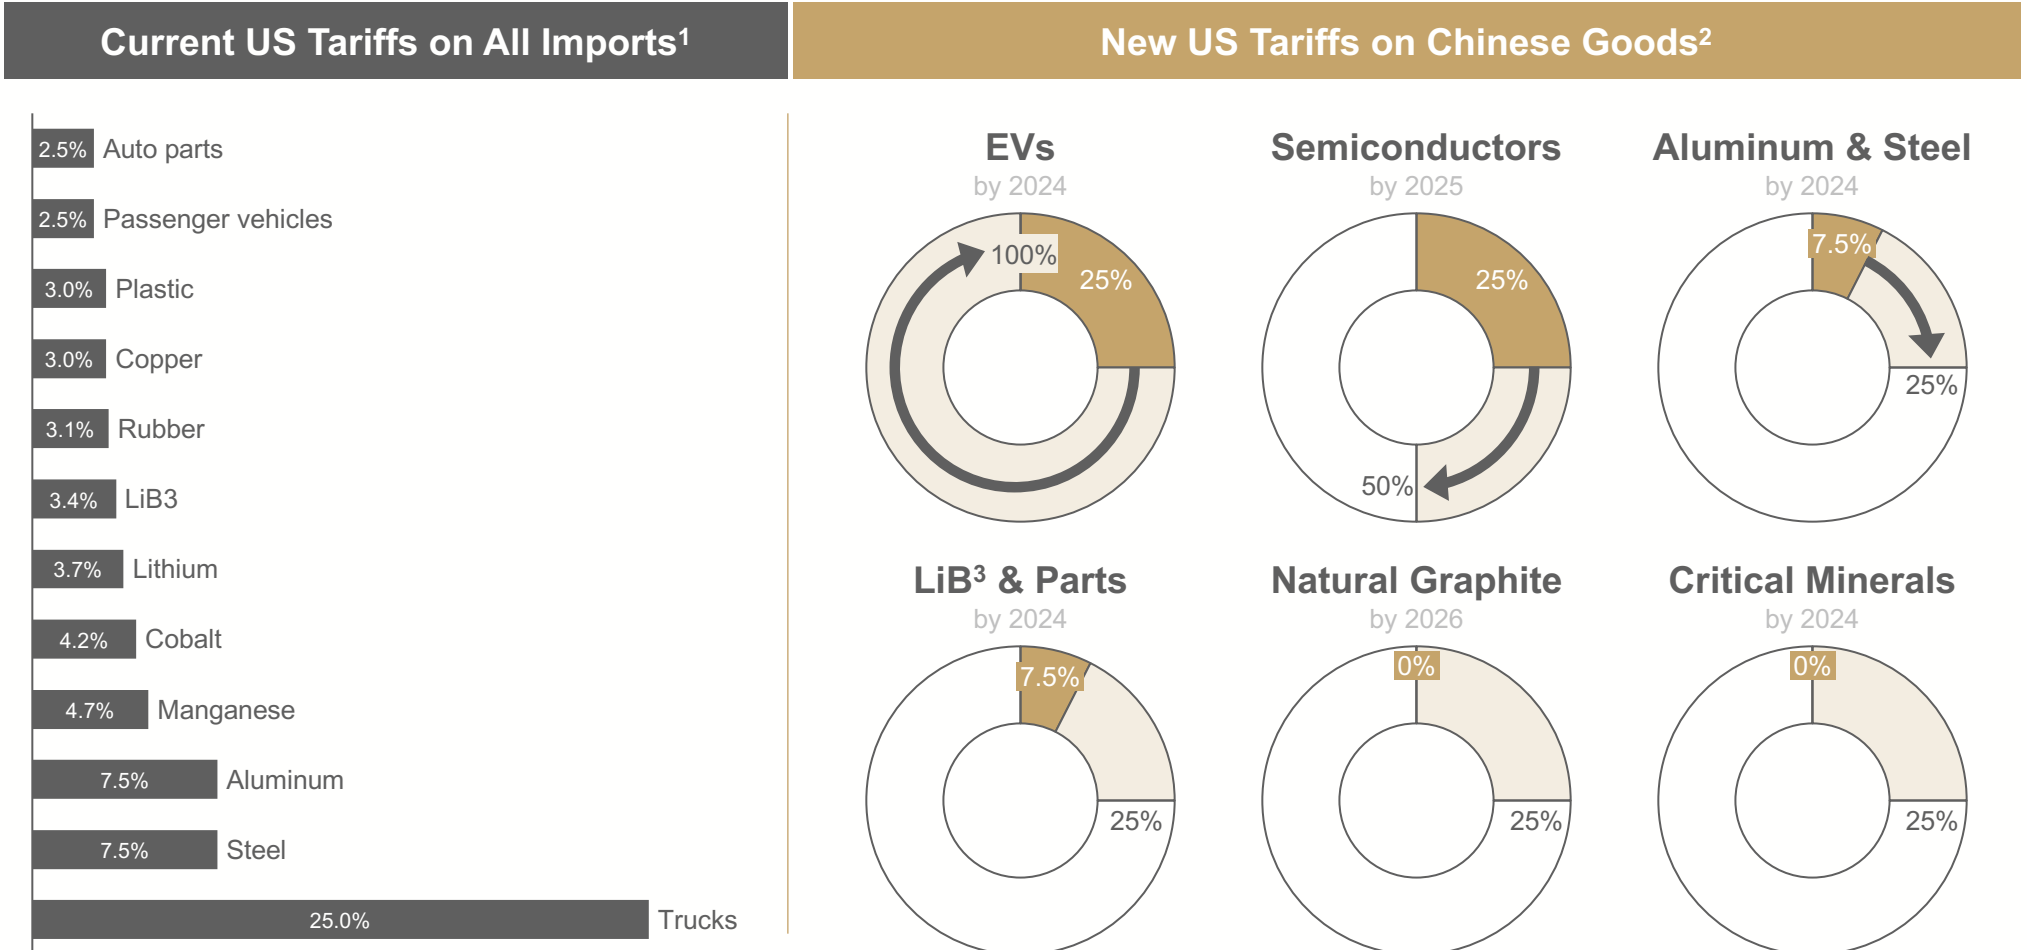 Current US Tariffs on All Imports¹
2.5% Auto parts
2.5% Passenger vehicles
3.0% Plastic
3.0% Copper
3.1% Rubber
3.4% LiB3
3.7% Lithium
4.2% Cobalt
4.7% Manganese
7.5% Aluminum
7.5% Steel
25.0% Trucks
New US Tariffs on Chinese Goods²
EVs
by 2024
100%
25%
Semiconductors
by 2025
25%
50%
Aluminum & Steel
by 2024
7.5%
25%
LiB³ & Parts
by 2024
7.5%
25%
Natural Graphite
by 2026
0%
25%
Critical Minerals
by 2024
0%
25%